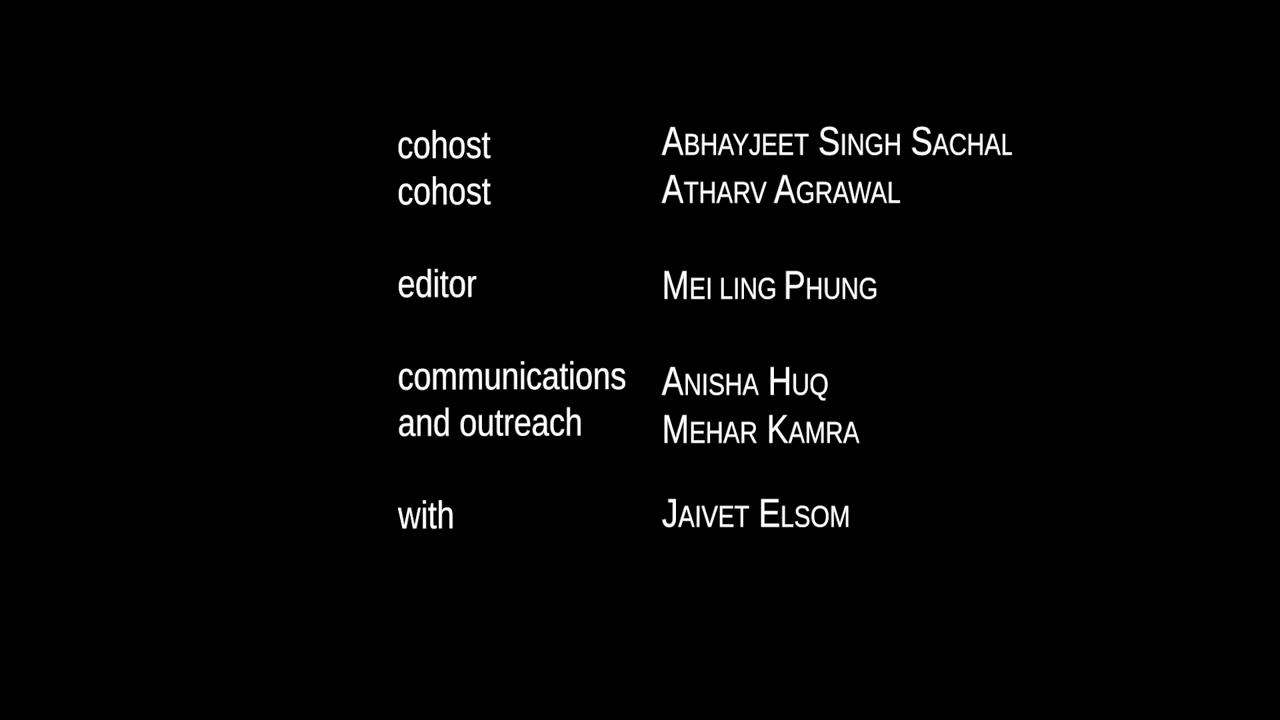 cohost ABHAYJEET SINGH SACHAL
cohost ATHARV AGRAWAL
editor MEI LING PHUNG
communications ANISHA HUQ
and outreach MEHAR KAMRA
with JAIVET ELSOM